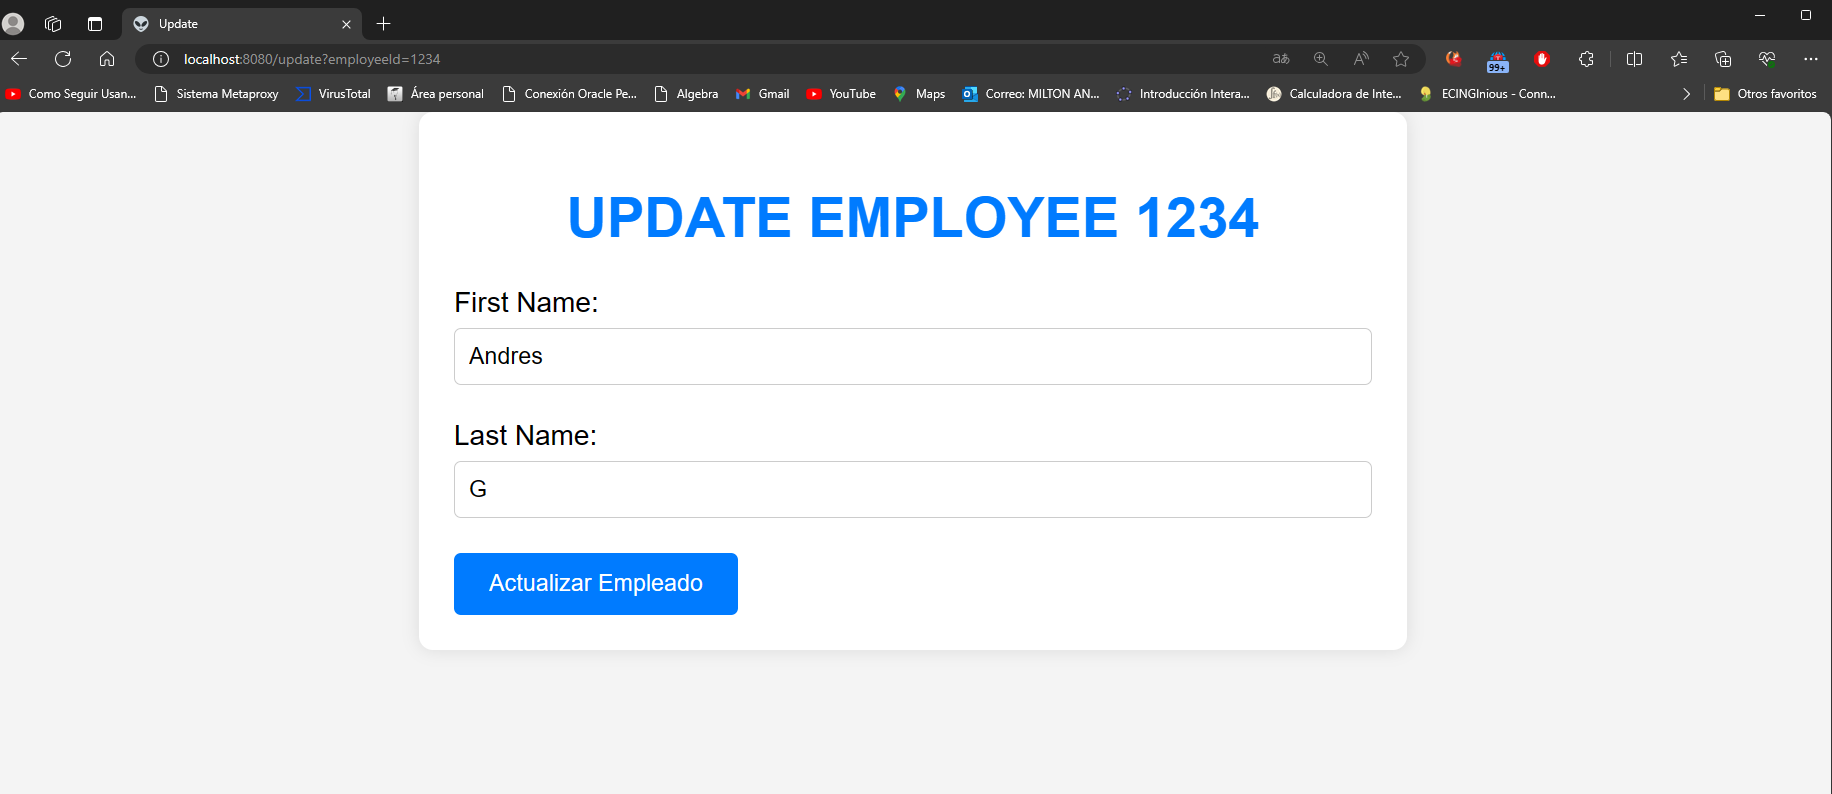 Update
localhost:8080/update?employeeId=1234
99+
Como Seguir Usan...
Sistema Metaproxy
VirusTotal
Área personal
Conexión Oracle Pe...
Algebra
Gmail
YouTube
Maps
Correo: MILTON AN...
Introducción Intera...
Calculadora de Inte...
ECINGInious - Conn...
Otros favoritos
UPDATE EMPLOYEE 1234
First Name:
Andres
Last Name:
G
Actualizar Empleado